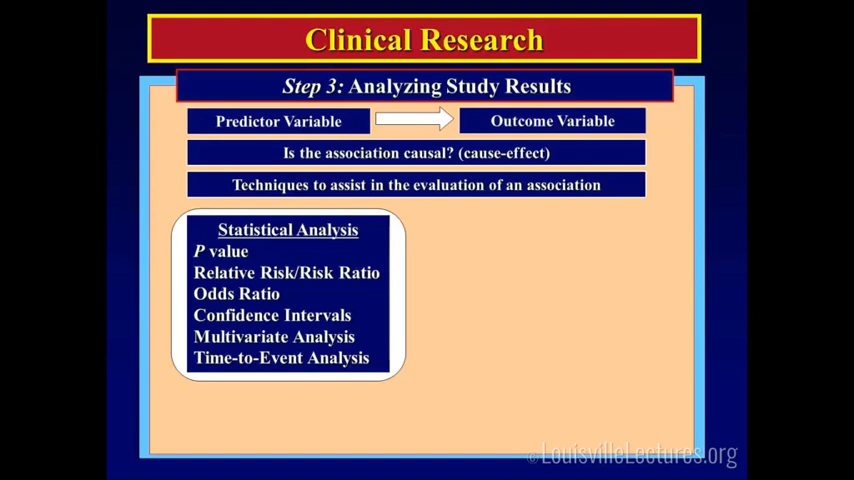 Clinical Research
Step 3: Analyzing Study Results
Predictor Variable
Outcome Variable
Is the association causal? (cause-effect)
Techniques to assist in the evaluation of an association
Statistical Analysis
P value
Relative Risk/Risk Ratio
Odds Ratio
Confidence Intervals
Multivariate Analysis
Time-to-Event Analysis
© LouisvilleLectures.org